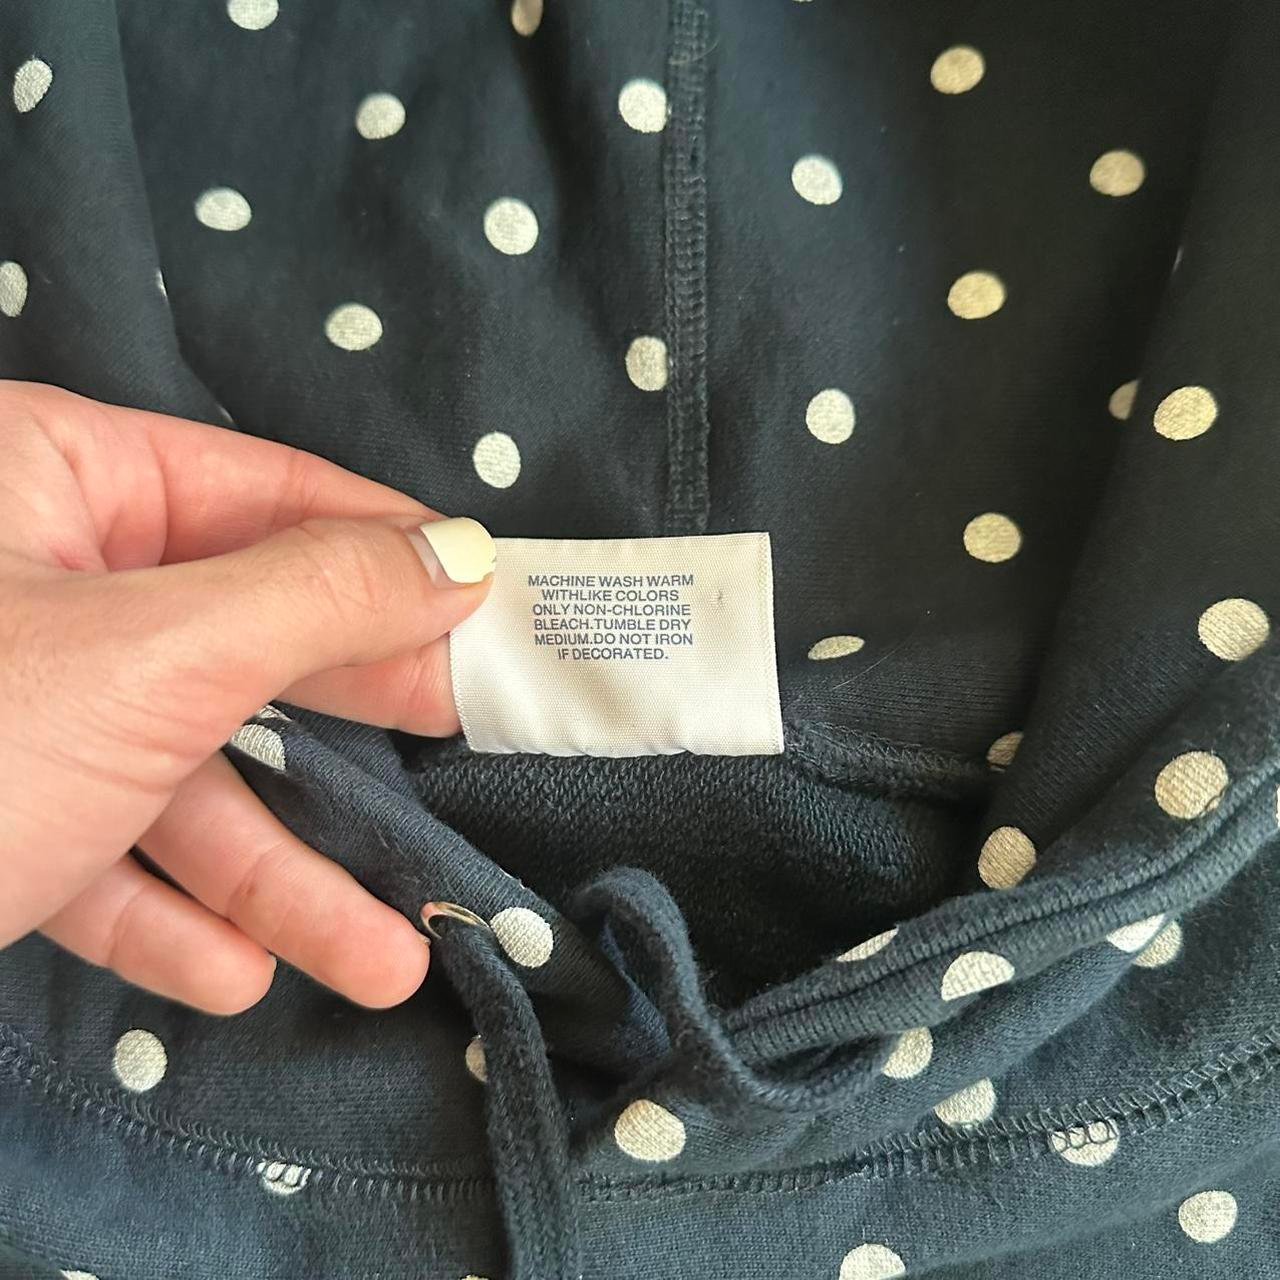 MACHINE WASH WARM
WITHLIKE COLORS
ONLY NON-CHLORINE
BLEACH.TUMBLE DRY
MEDIUM.DO NOT IRON
IF DECORATED.